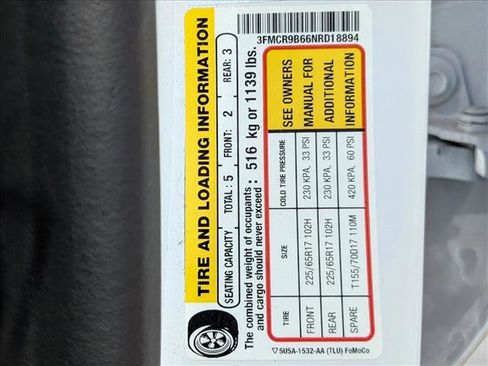 3FMCR9B66NRD18894
TIRE AND LOADING INFORMATION
SEATING CAPACITY TOTAL : 5 FRONT: 2 REAR: 3
The combined weight of occupants
and cargo should never exceed : 516 kg or 1139 lbs.
TIRE SIZE COLD TIRE PRESSURE SEE OWNERS
FRONT 225/65R17 102H 230 KPA, 33 PSI MANUAL FOR
REAR 225/65R17 102H 230 KPA, 33 PSI ADDITIONAL
SPARE T155/70D17 110M 420 KPA, 60 PSI INFORMATION
5U5A-1532-AA (TLU) FoMoCo